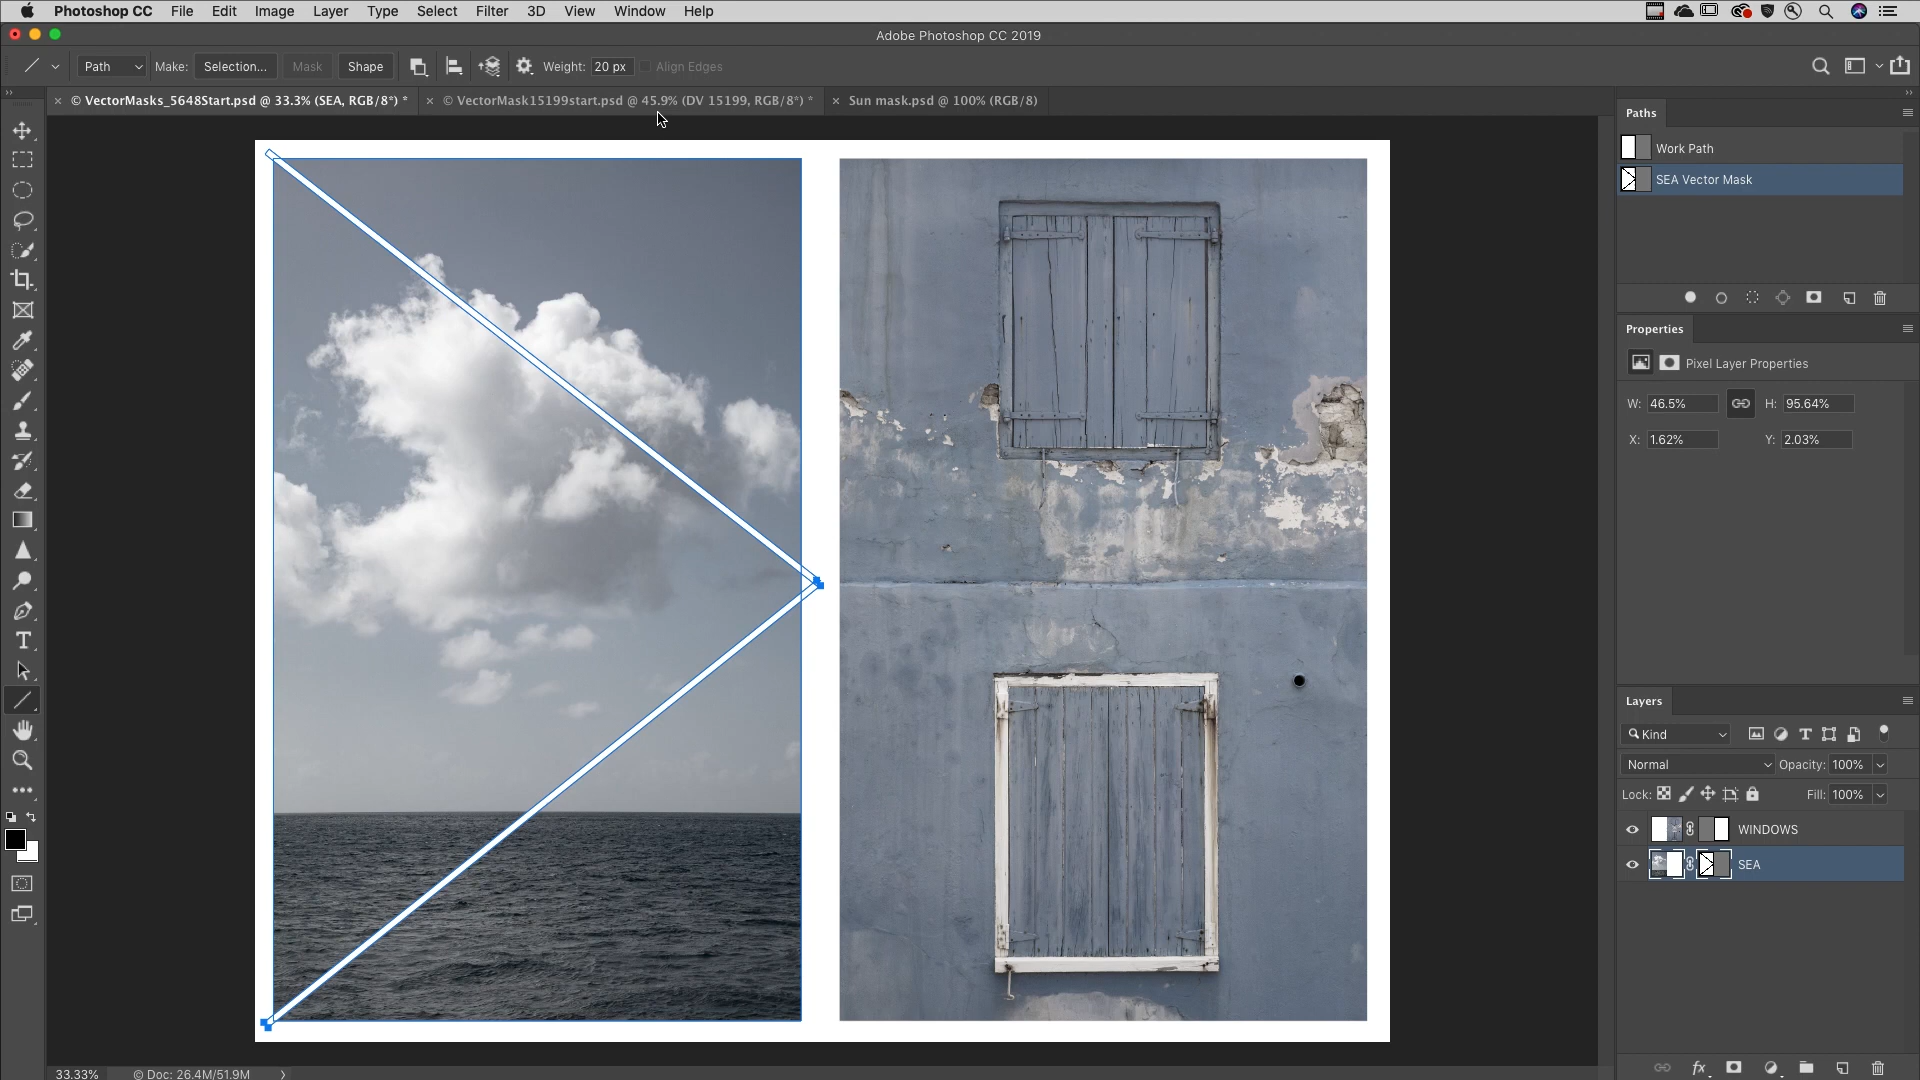 Photoshop CC File Edit Image Layer Type Select Filter 3D View Window Help
Adobe Photoshop CC 2019
Path Make: Selection... Mask Shape Weight: 20 px Align Edges
© VectorMasks_5648Start.psd @ 33.3% (SEA, RGB/8*) * © VectorMask15199start.psd @ 45.9% (DV 15199, RGB/8*) * Sun mask.psd @ 100% (RGB/8)
Paths
Work Path
SEA Vector Mask
Properties
Pixel Layer Properties
W: 46.5% H: 95.64%
X: 1.62% Y: 2.03%
Layers
Kind
Normal Opacity: 100%
Lock: Fill: 100%
WINDOWS
SEA
33.33% © Doc: 26.4M/51.9M